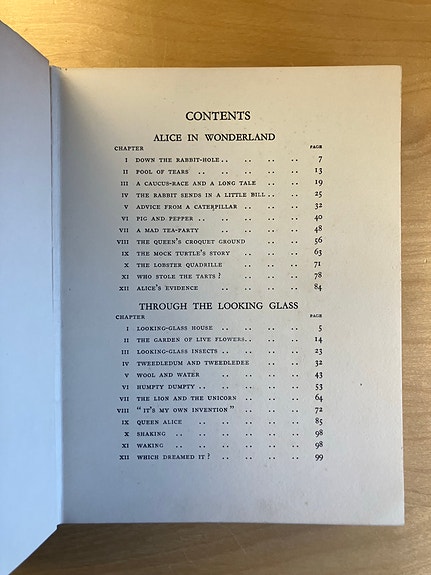 CONTENTS
ALICE IN WONDERLAND
CHAPTER PAGE
I DOWN THE RABBIT-HOLE .. .. .. .. 7
II POOL OF TEARS .. .. .. .. .. 13
III A CAUCUS-RACE AND A LONG TALE .. .. .. 19
IV THE RABBIT SENDS IN A LITTLE BILL .. .. .. 25
V ADVICE FROM A CATERPILLAR .. .. .. .. 32
VI PIG AND PEPPER .. .. .. .. .. 40
VII A MAD TEA-PARTY .. .. .. .. .. 48
VIII THE QUEEN'S CROQUET GROUND .. .. .. 56
IX THE MOCK TURTLE'S STORY .. .. .. .. 63
X THE LOBSTER QUADRILLE .. .. .. .. 71
XI WHO STOLE THE TARTS ? .. .. .. .. 78
XII ALICE'S EVIDENCE .. .. .. .. .. 84
THROUGH THE LOOKING GLASS
CHAPTER PAGE
I LOOKING-GLASS HOUSE .. .. .. .. 5
II THE GARDEN OF LIVE FLOWERS .. .. .. .. 14
III LOOKING-GLASS INSECTS .. .. .. .. 23
IV TWEEDLEDUM AND TWEEDLEDEE .. .. .. 32
V WOOL AND WATER .. .. .. .. .. 43
VI HUMPTY DUMPTY .. .. .. .. .. 53
VII THE LION AND THE UNICORN .. .. .. .. 64
VIII "IT'S MY OWN INVENTION" .. .. .. .. 72
IX QUEEN ALICE .. .. .. .. .. 85
X SHAKING .. .. .. .. .. .. 98
XI WAKING .. .. .. .. .. .. 98
XII WHICH DREAMED IT ? .. .. .. .. 99